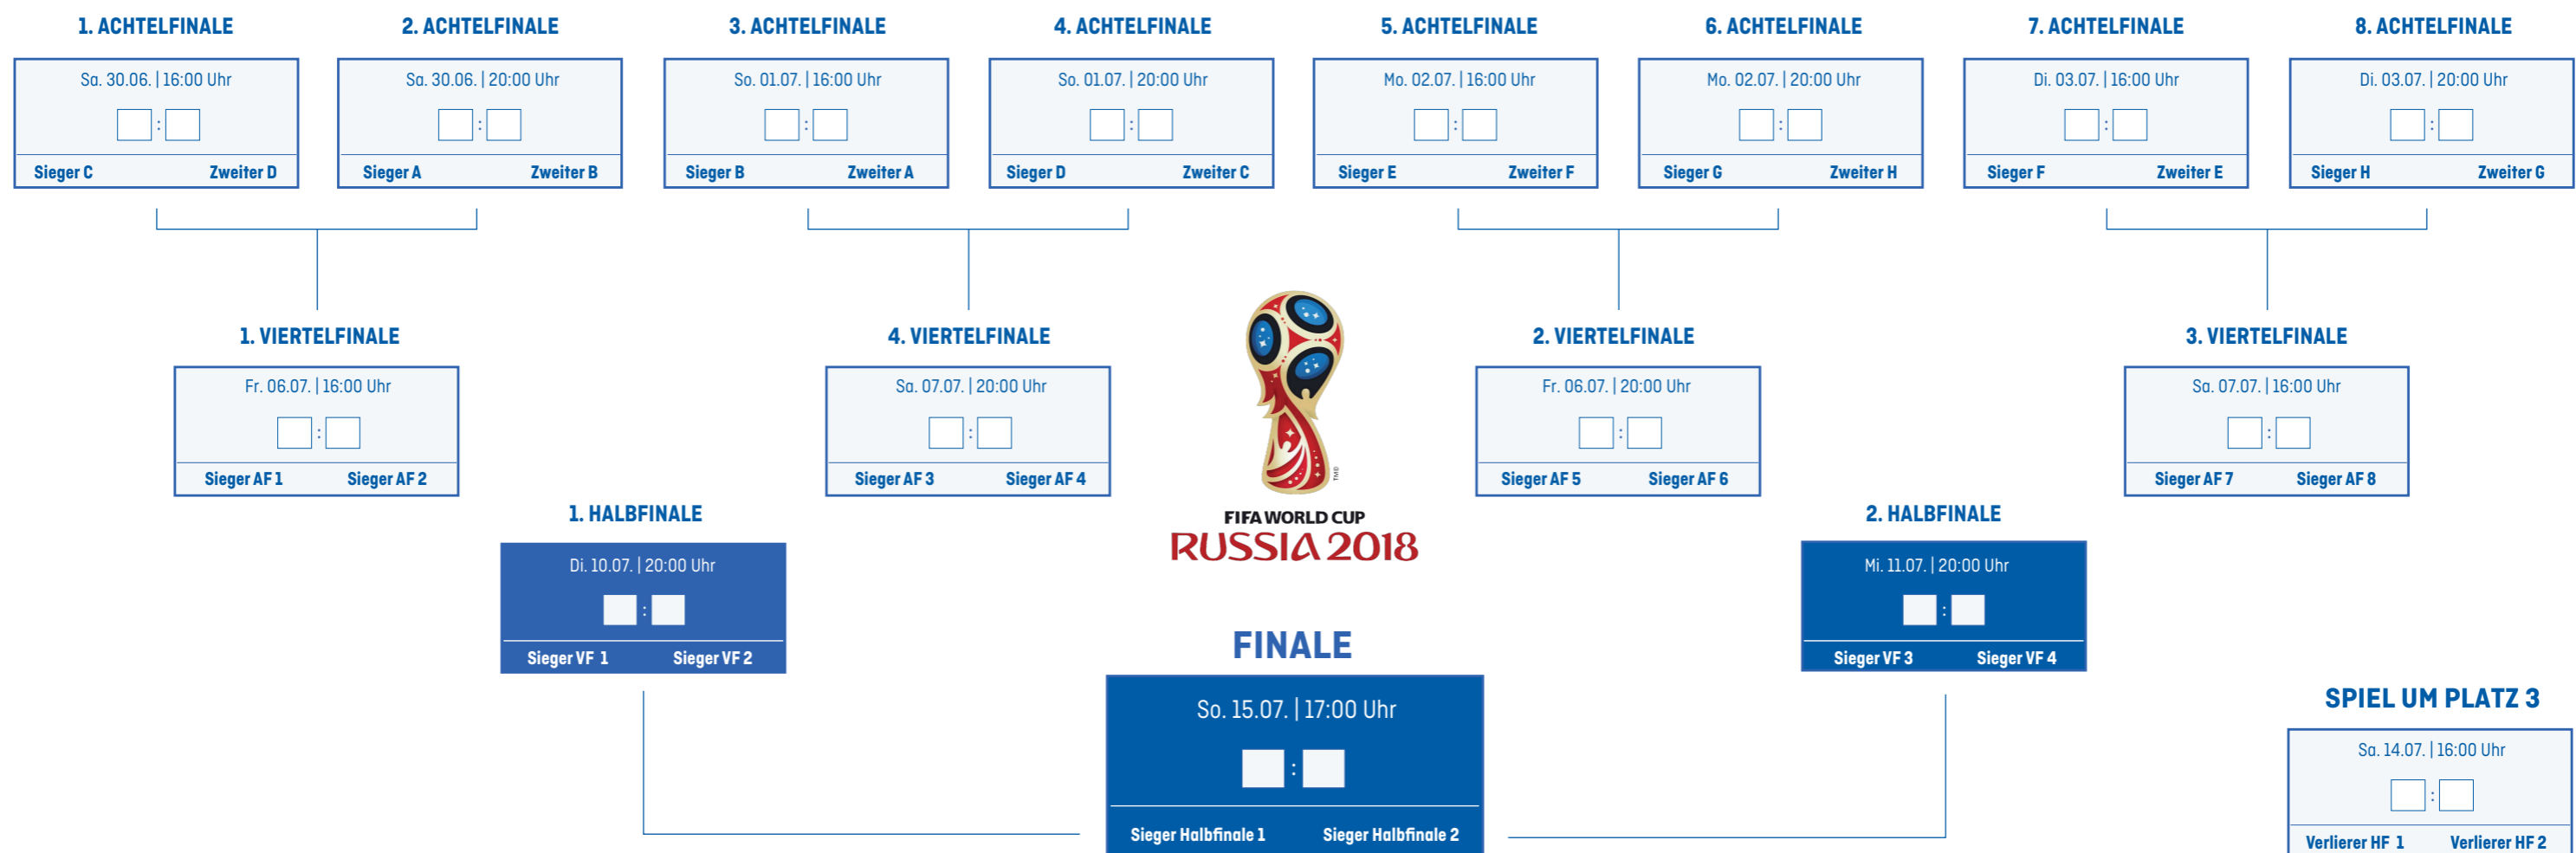 1. ACHTELFINALE
Sa. 30.06. | 16:00 Uhr
:
Sieger C Zweiter D
2. ACHTELFINALE
Sa. 30.06. | 20:00 Uhr
:
Sieger A Zweiter B
3. ACHTELFINALE
So. 01.07. | 16:00 Uhr
:
Sieger B Zweiter A
4. ACHTELFINALE
So. 01.07. | 20:00 Uhr
:
Sieger D Zweiter C
5. ACHTELFINALE
Mo. 02.07. | 16:00 Uhr
:
Sieger E Zweiter F
6. ACHTELFINALE
Mo. 02.07. | 20:00 Uhr
:
Sieger G Zweiter H
7. ACHTELFINALE
Di. 03.07. | 16:00 Uhr
:
Sieger F Zweiter E
8. ACHTELFINALE
Di. 03.07. | 20:00 Uhr
:
Sieger H Zweiter G
1. VIERTELFINALE
Fr. 06.07. | 16:00 Uhr
:
Sieger AF 1 Sieger AF 2
4. VIERTELFINALE
Sa. 07.07. | 20:00 Uhr
:
Sieger AF 3 Sieger AF 4
2. VIERTELFINALE
Fr. 06.07. | 20:00 Uhr
:
Sieger AF 5 Sieger AF 6
3. VIERTELFINALE
Sa. 07.07. | 16:00 Uhr
:
Sieger AF 7 Sieger AF 8
TMD
FIFA WORLD CUP
RUSSIA 2018
1. HALBFINALE
Di. 10.07. | 20:00 Uhr
:
Sieger VF 1 Sieger VF 2
2. HALBFINALE
Mi. 11.07. | 20:00 Uhr
:
Sieger VF 3 Sieger VF 4
FINALE
So. 15.07. | 17:00 Uhr
:
Sieger Halbfinale 1 Sieger Halbfinale 2
SPIEL UM PLATZ 3
Sa. 14.07. | 16:00 Uhr
:
Verlierer HF 1 Verlierer HF 2